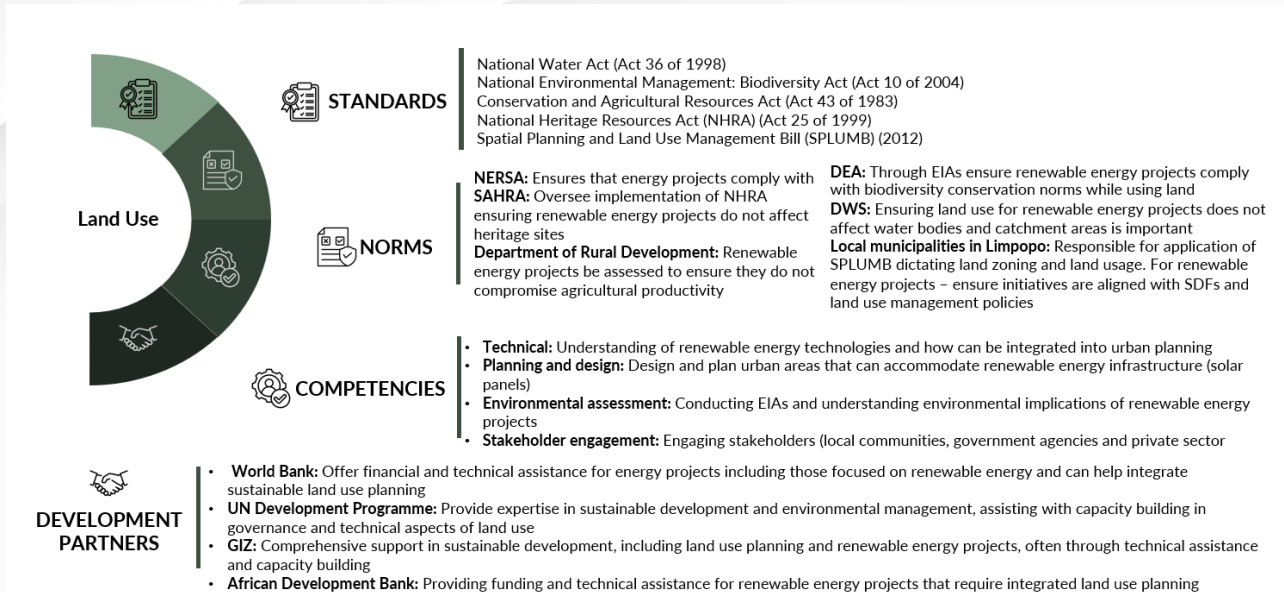 Land Use
STANDARDS
National Water Act (Act 36 of 1998)
National Environmental Management: Biodiversity Act (Act 10 of 2004)
Conservation and Agricultural Resources Act (Act 43 of 1983)
National Heritage Resources Act (NHRA) (Act 25 of 1999)
Spatial Planning and Land Use Management Bill (SPLUMB) (2012)
NORMS
NERSA: Ensures that energy projects comply with
SAHRA: Oversee implementation of NHRA
ensuring renewable energy projects do not affect
heritage sites
Department of Rural Development: Renewable
energy projects be assessed to ensure they do not
compromise agricultural productivity
DEA: Through EIAs ensure renewable energy projects comply
with biodiversity conservation norms while using land
DWS: Ensuring land use for renewable energy projects does not
affect water bodies and catchment areas is important
Local municipalities in Limpopo: Responsible for application of
SPLUMB dictating land zoning and land usage. For renewable
energy projects – ensure initiatives are aligned with SDFs and
land use management policies
COMPETENCIES
• Technical: Understanding of renewable energy technologies and how can be integrated into urban planning
• Planning and design: Design and plan urban areas that can accommodate renewable energy infrastructure (solar
panels)
• Environmental assessment: Conducting EIAs and understanding environmental implications of renewable energy
projects
• Stakeholder engagement: Engaging stakeholders (local communities, government agencies and private sector
DEVELOPMENT
PARTNERS
• World Bank: Offer financial and technical assistance for energy projects including those focused on renewable energy and can help integrate
sustainable land use planning
• UN Development Programme: Provide expertise in sustainable development and environmental management, assisting with capacity building in
governance and technical aspects of land use
• GIZ: Comprehensive support in sustainable development, including land use planning and renewable energy projects, often through technical assistance
and capacity building
• African Development Bank: Providing funding and technical assistance for renewable energy projects that require integrated land use planning